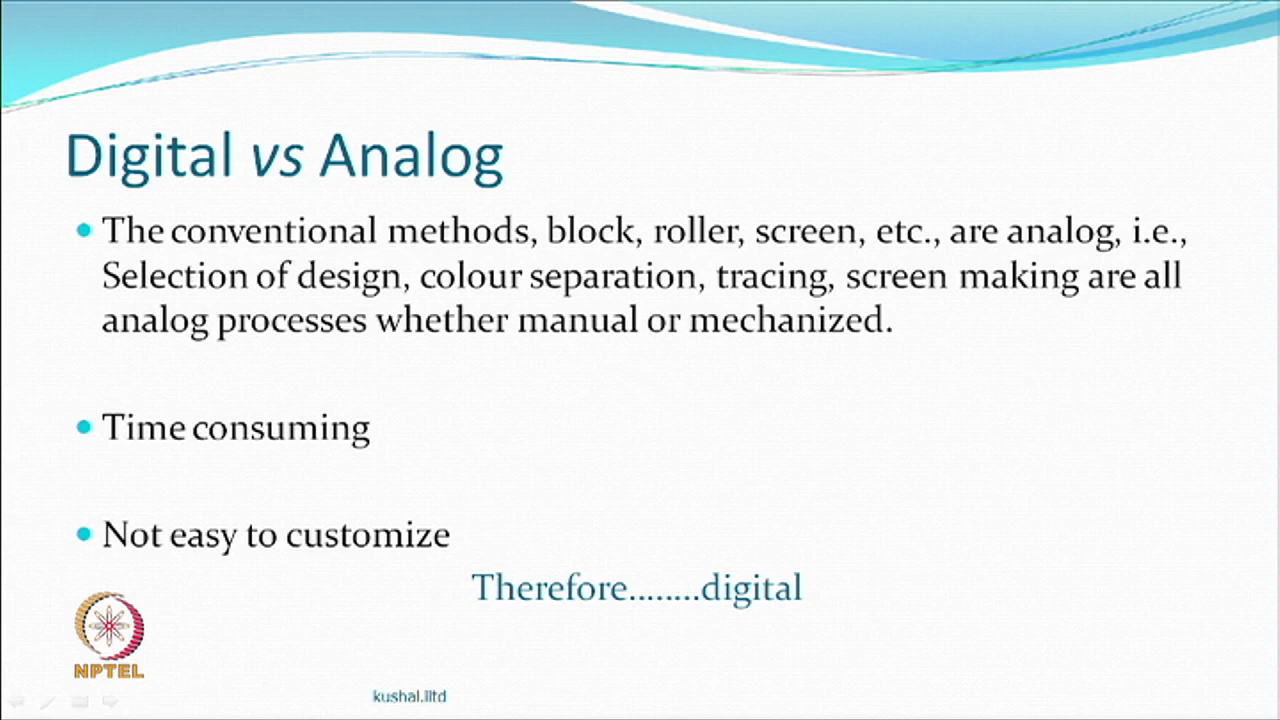 Digital vs Analog
The conventional methods, block, roller, screen, etc., are analog, i.e.,
Selection of design, colour separation, tracing, screen making are all
analog processes whether manual or mechanized.
Time consuming
Not easy to customize
Therefore........digital
NPTEL
kushal.iitd